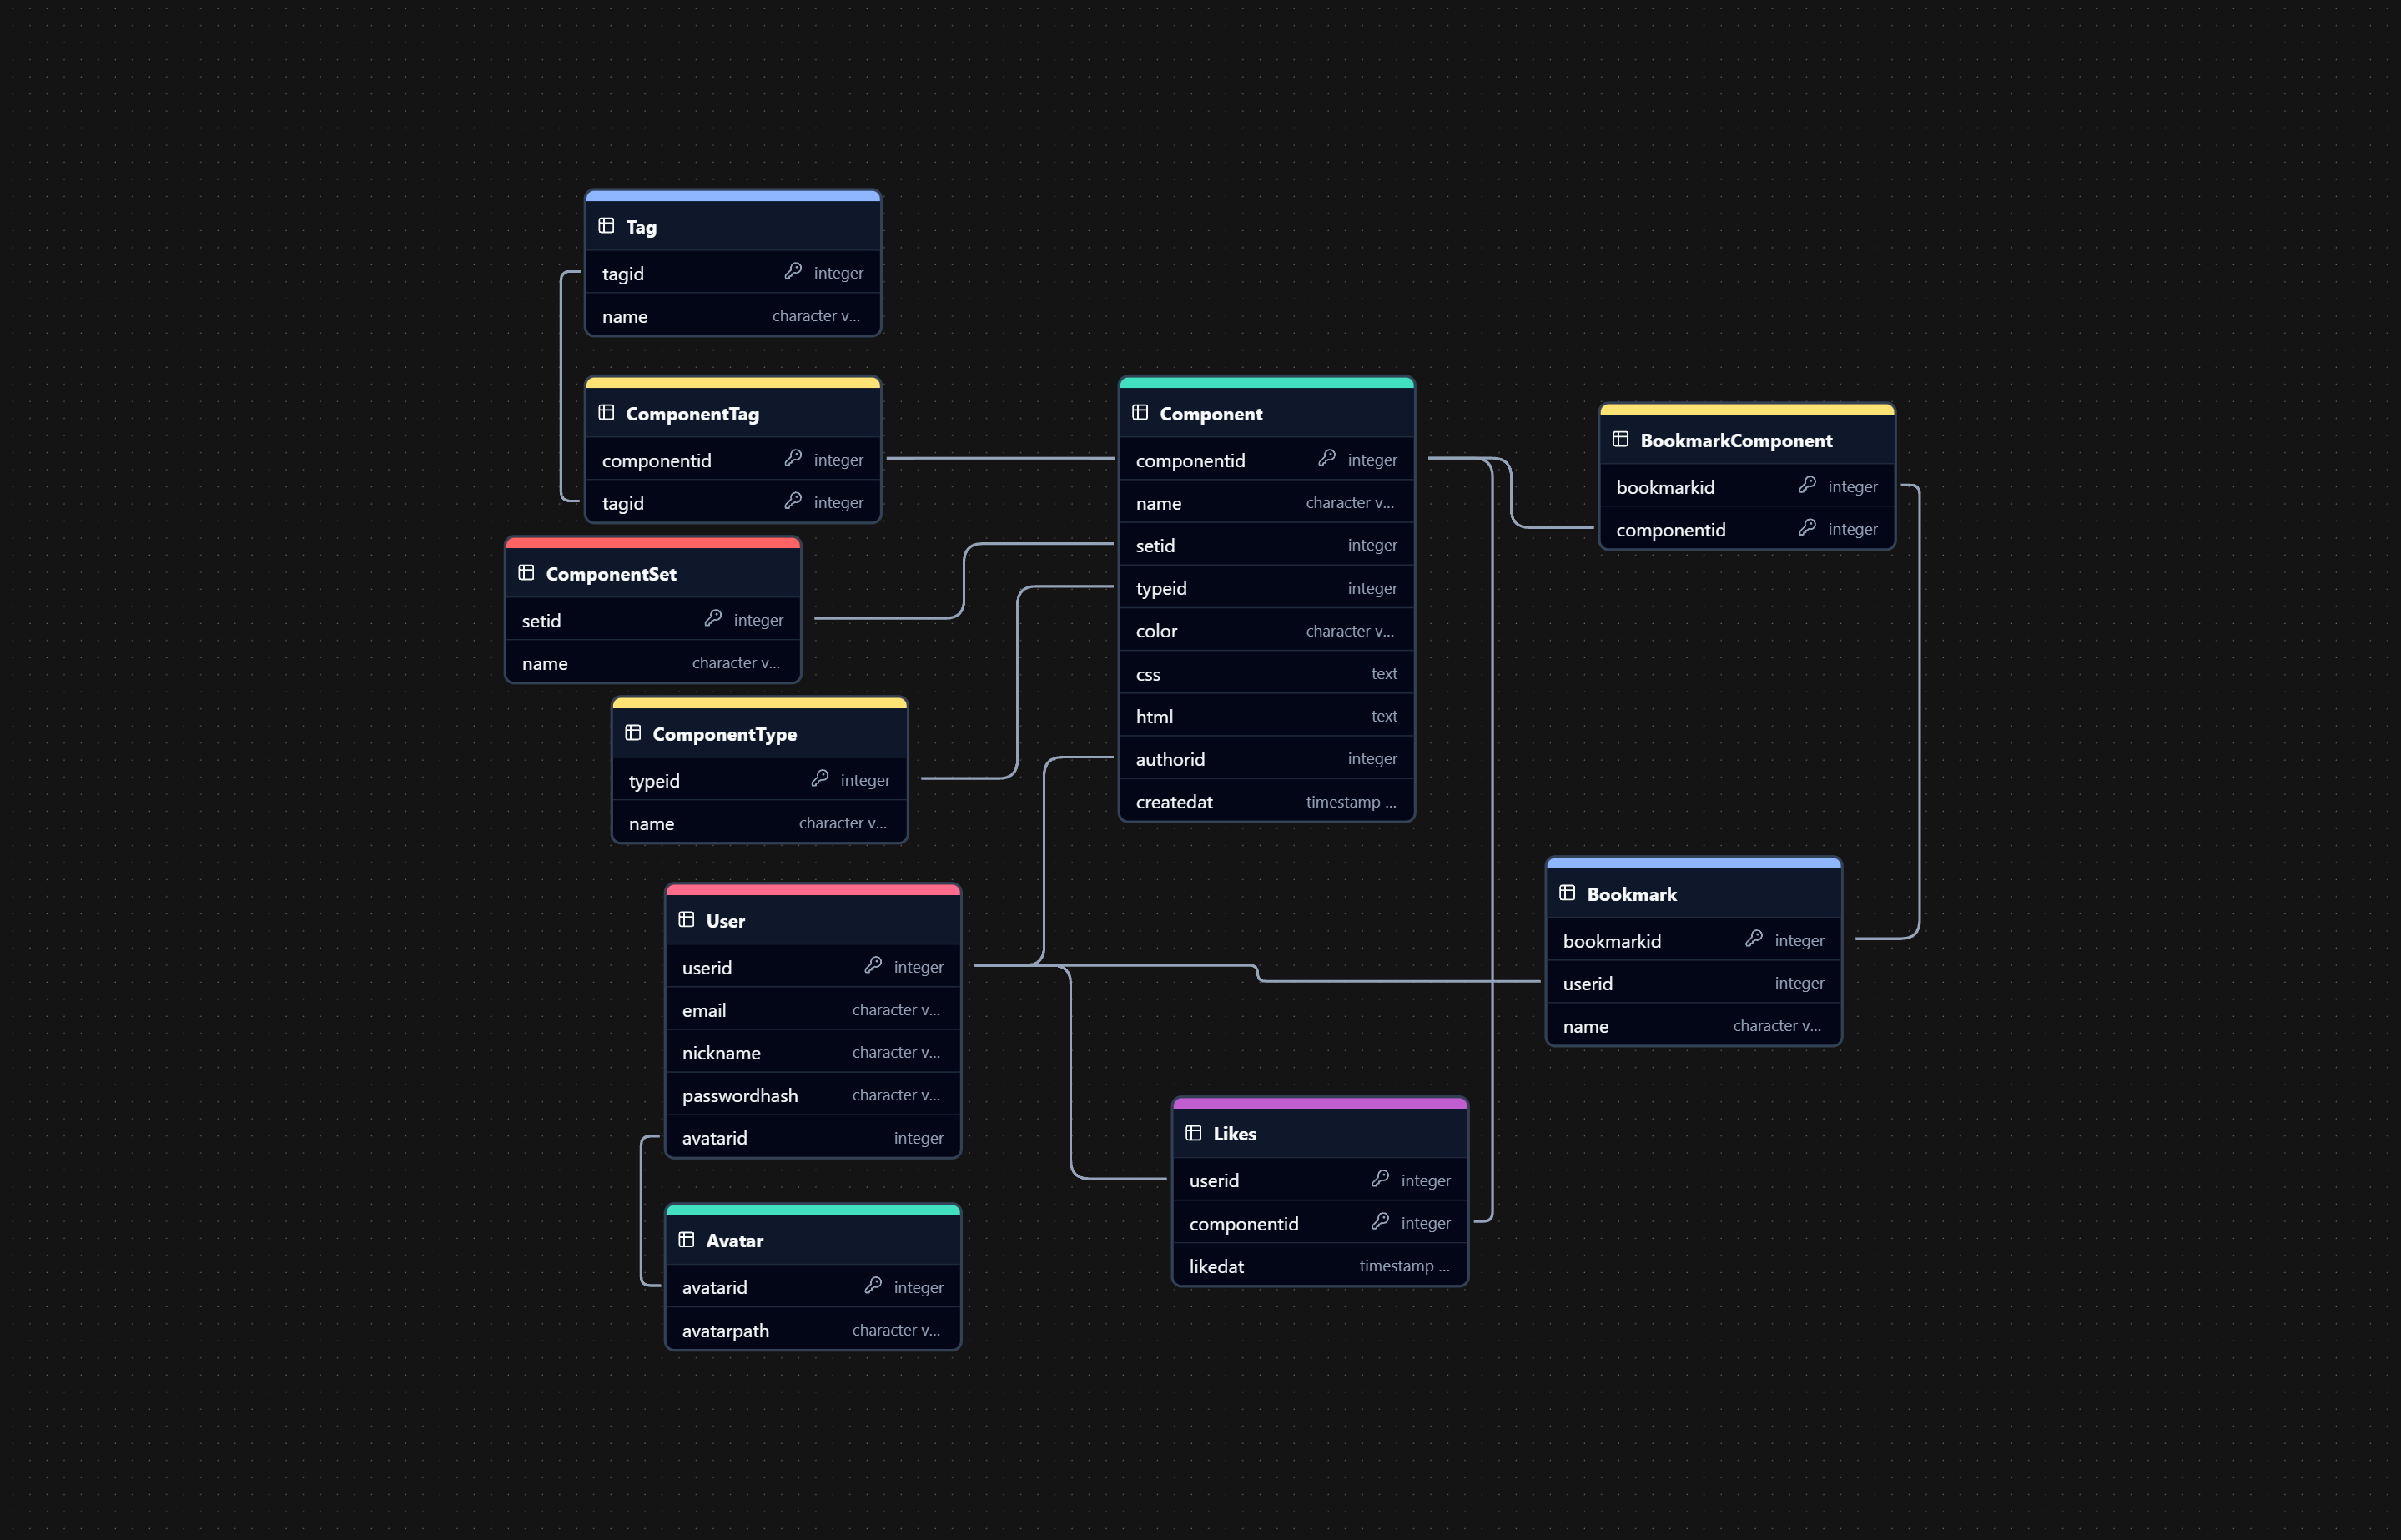 Tag
tagid integer
name character v...
ComponentTag
componentid integer
tagid integer
ComponentSet
setid integer
name character v...
ComponentType
typeid integer
name character v...
User
userid integer
email character v...
nickname character v...
passwordhash character v...
avatarid integer
Avatar
avatarid integer
avatarpath character v...
Component
componentid integer
name character v...
setid integer
typeid integer
color character v...
css text
html text
authorid integer
createdat timestamp ...
Likes
userid integer
componentid integer
likedat timestamp ...
BookmarkComponent
bookmarkid integer
componentid integer
Bookmark
bookmarkid integer
userid integer
name character v...